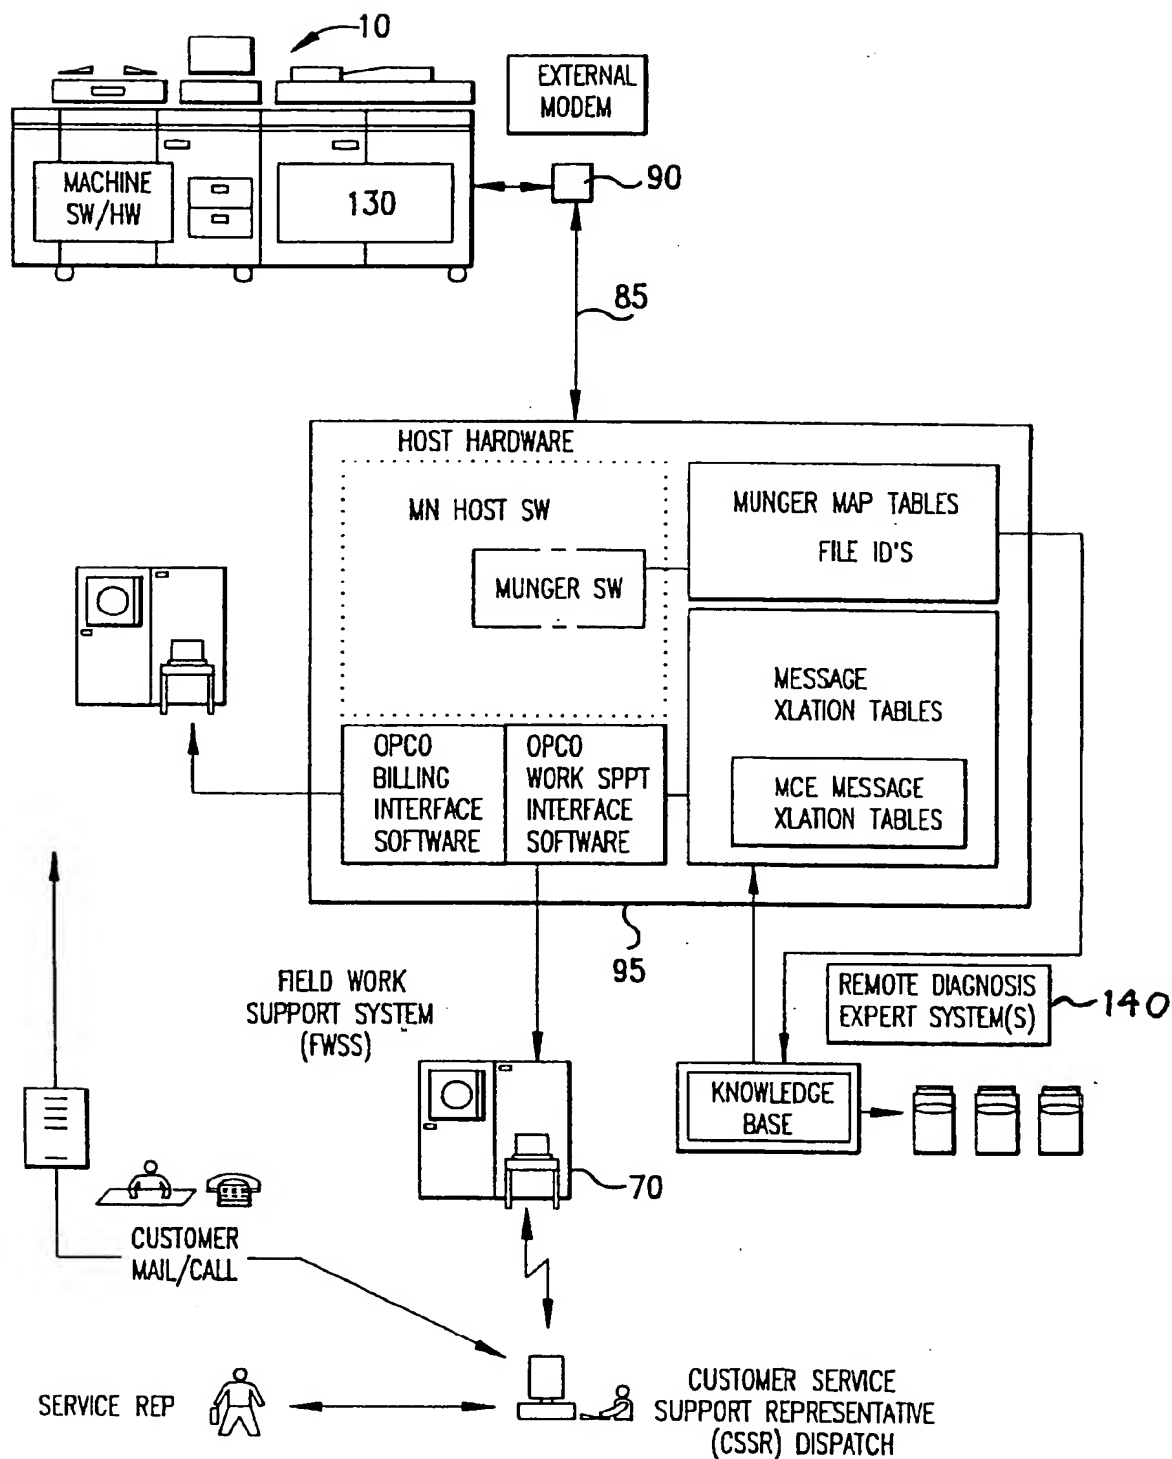 10
EXTERNAL
MODEM
MACHINE
SW/HW
130
90
85
HOST HARDWARE
MN HOST SW
MUNGER SW
MUNGER MAP TABLES
FILE ID'S
MESSAGE
XLATION TABLES
MCE MESSAGE
XLATION TABLES
OPCO
BILLING
INTERFACE
SOFTWARE
OPCO
WORK SPPT
INTERFACE
SOFTWARE
95
FIELD WORK
SUPPORT SYSTEM
(FWSS)
REMOTE DIAGNOSIS
EXPERT SYSTEM(S)
140
KNOWLEDGE
BASE
70
CUSTOMER
MAIL/CALL
SERVICE REP
CUSTOMER SERVICE
SUPPORT REPRESENTATIVE
(CSSR) DISPATCH